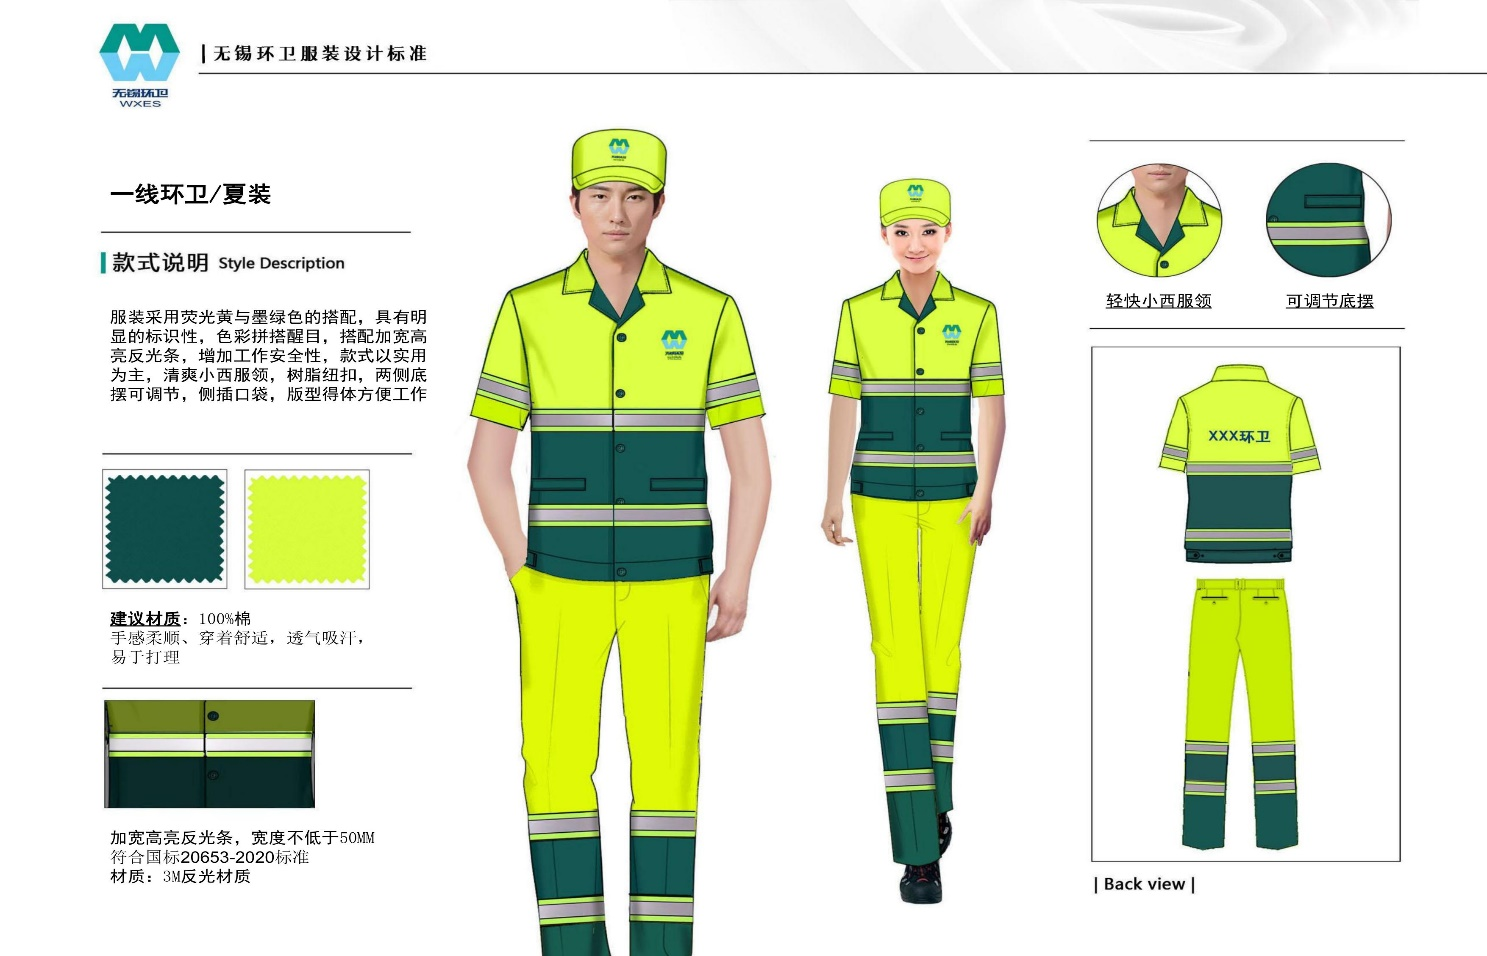 无锡环卫
WXES
|无锡环卫服装设计标准
一线环卫/夏装
款式说明 Style Description
服装采用荧光黄与墨绿色的搭配，具有明
显的标识性，色彩拼搭醒目，搭配加宽高
亮反光条，增加工作安全性，款式以实用
为主，清爽小西服领，树脂纽扣，两侧底
摆可调节，侧插口袋，版型得体方便工作
建议材质：100%棉
手感柔顺、穿着舒适，透气吸汗，
易于打理
加宽高亮反光条，宽度不低于50MM
符合国标20653-2020标准
材质：3M反光材质
轻快小西服领
可调节底摆
XXX环卫
| Back view |